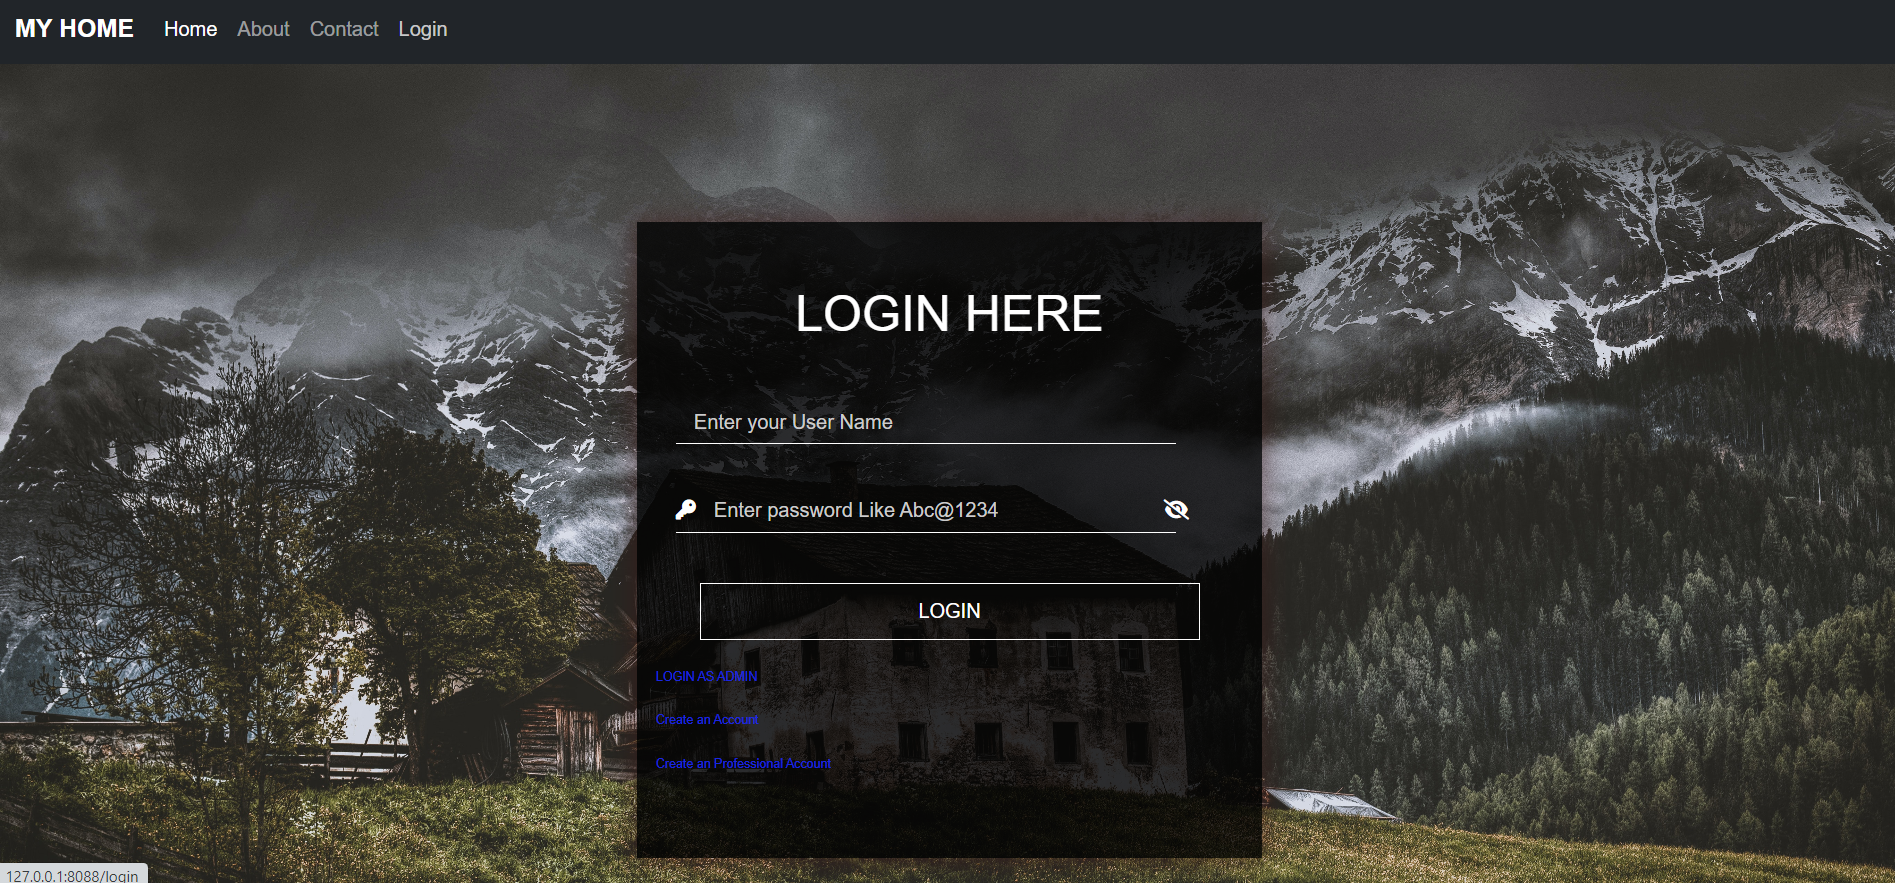 MY HOME Home About Contact Login
LOGIN HERE
Enter your User Name
Enter password Like Abc@1234
LOGIN
LOGIN AS ADMIN
Create an Account
Create an Professional Account
127.0.0.1:8088/login